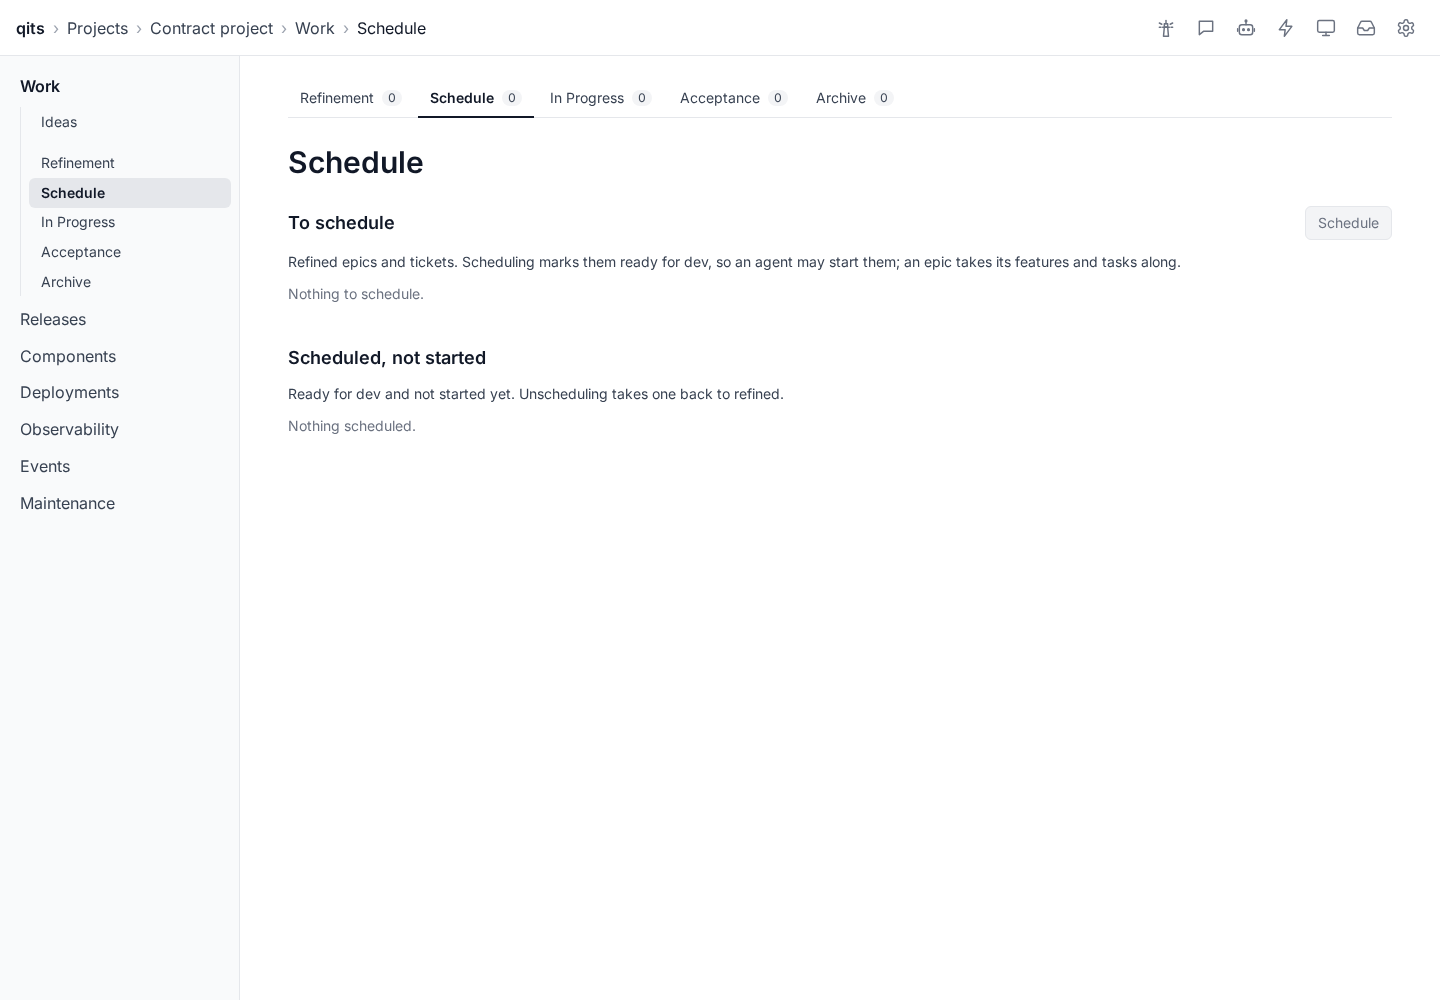 qits › Projects › Contract project › Work › Schedule
Work
Ideas
Refinement
Schedule
In Progress
Acceptance
Archive
Releases
Components
Deployments
Observability
Events
Maintenance
Refinement 0 Schedule 0 In Progress 0 Acceptance 0 Archive 0
Schedule
To schedule
Schedule
Refined epics and tickets. Scheduling marks them ready for dev, so an agent may start them; an epic takes its features and tasks along.
Nothing to schedule.
Scheduled, not started
Ready for dev and not started yet. Unscheduling takes one back to refined.
Nothing scheduled.